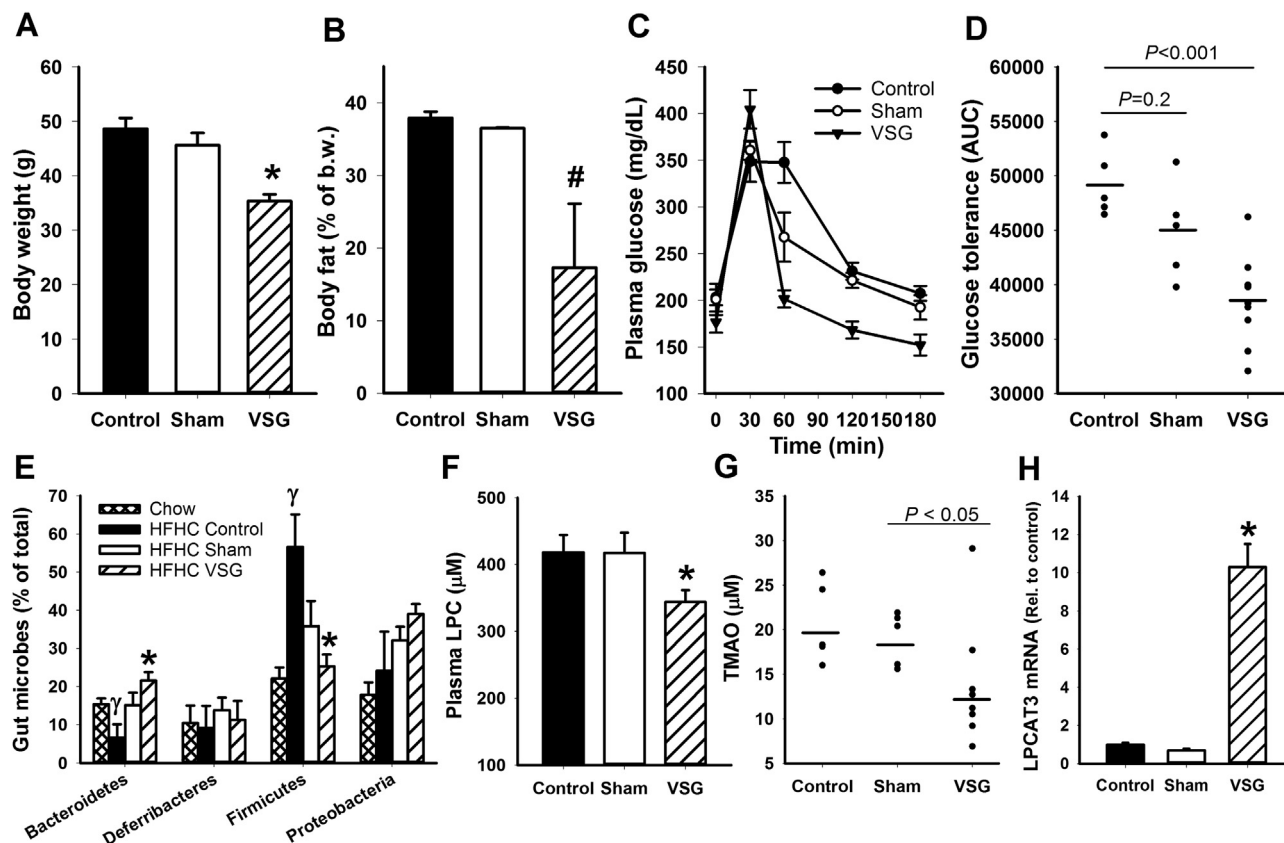 A
Body weight (g)
60
50
40
30
20
10
0
*
Control Sham VSG
B
Body fat (% of b.w.)
40
30
20
10
0
#
Control Sham VSG
C
Plasma glucose (mg/dL)
450
400
350
300
250
200
150
100
Control
Sham
VSG
0 30 60 90 120 150 180
Time (min)
D
Glucose tolerance (AUC)
60000
55000
50000
45000
40000
35000
30000
P<0.001
P=0.2
Control Sham VSG
E
Gut microbes (% of total)
70
60
50
40
30
20
10
0
Chow
HFHC Control
HFHC Sham
HFHC VSG
γ
*
γ
*
Bacteroidetes
Deferribacteres
Firmicutes
Proteobacteria
F
Plasma LPC (μM)
500
400
300
200
100
*
Control Sham VSG
G
TMAO (μM)
35
30
25
20
15
10
5
P < 0.05
Control Sham VSG
H
LPCAT3 mRNA (Rel. to control)
14
12
10
8
6
4
2
0
*
Control Sham VSG